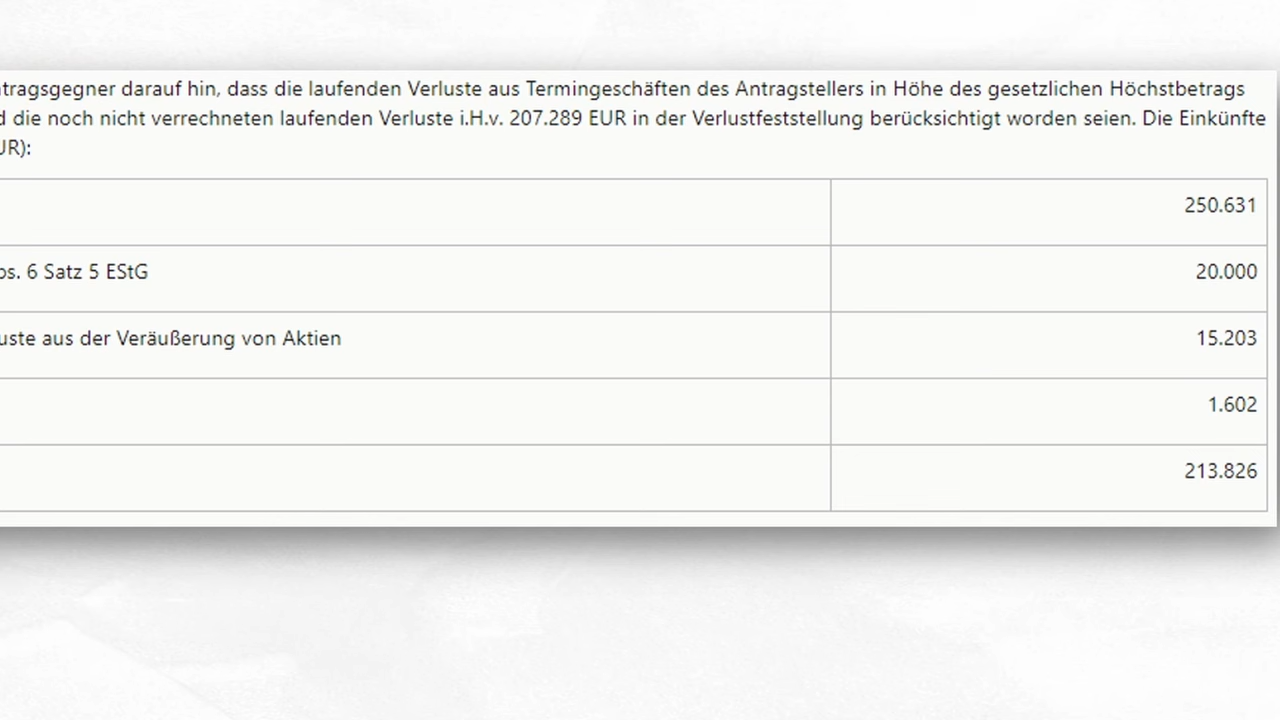 tragsgegner darauf hin, dass die laufenden Verluste aus Termingeschäften des Antragstellers in Höhe des gesetzlichen Höchstbetrags
d die noch nicht verrechneten laufenden Verluste i.H.v. 207.289 EUR in der Verlustfeststellung berücksichtigt worden seien. Die Einkünfte
UR):
250.631
os. 6 Satz 5 EStG 20.000
uste aus der Veräußerung von Aktien 15.203
1.602
213.826